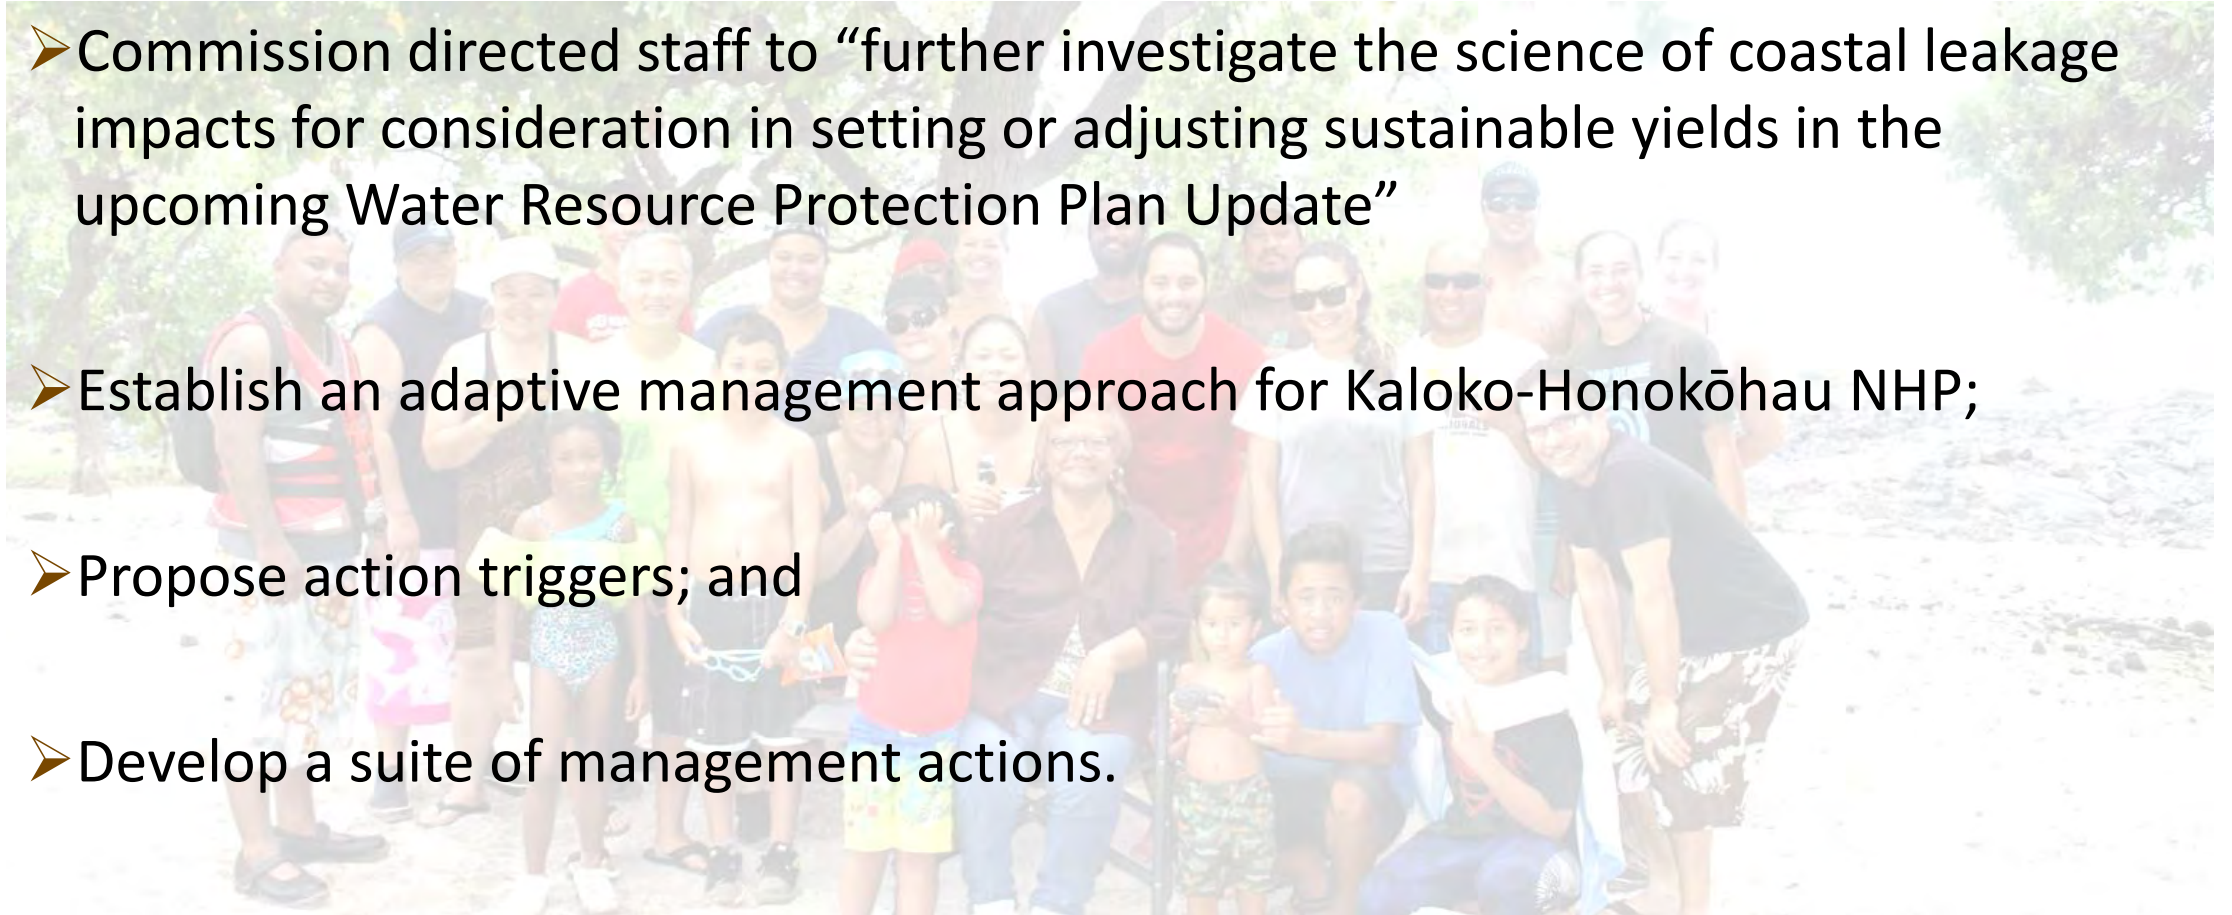 ➢Commission directed staff to “further investigate the science of coastal leakage
impacts for consideration in setting or adjusting sustainable yields in the
upcoming Water Resource Protection Plan Update”
➢Establish an adaptive management approach for Kaloko-Honokōhau NHP;
➢Propose action triggers; and
➢Develop a suite of management actions.